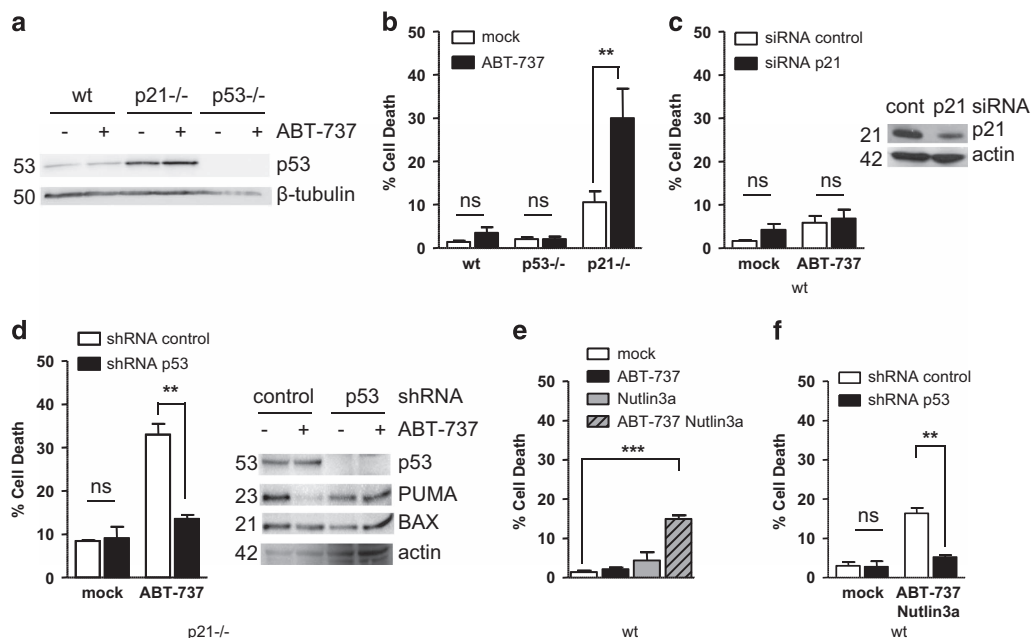 a
wt p21-/- p53-/-
- + - + - + ABT-737
53 p53
50 β-tubulin
b
mock
ABT-737
% Cell Death
50
40
30
20
10
0
ns
ns
**
wt p53-/- p21-/-
c
siRNA control
siRNA p21
% Cell Death
50
40
30
20
10
0
ns
ns
mock ABT-737
wt
cont p21 siRNA
21 p21
42 actin
d
shRNA control
shRNA p53
% Cell Death
50
40
30
20
10
0
ns
**
mock ABT-737
p21-/-
control p53 shRNA
- + - + ABT-737
53 p53
23 PUMA
21 BAX
42 actin
e
mock
ABT-737
Nutlin3a
ABT-737 Nutlin3a
% Cell Death
50
40
30
20
10
0
***
wt
f
shRNA control
shRNA p53
% Cell Death
50
40
30
20
10
0
ns
**
mock ABT-737
Nutlin3a
wt